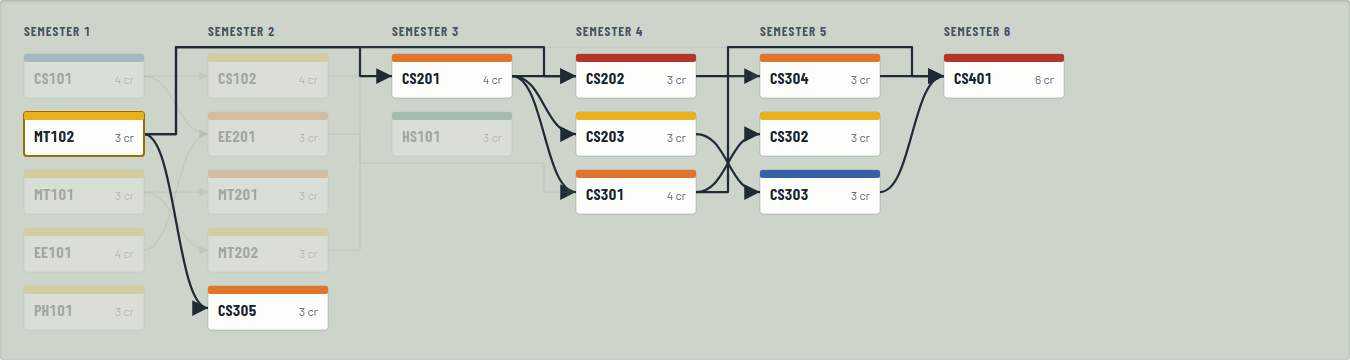 SEMESTER 1
SEMESTER 2
SEMESTER 3
SEMESTER 4
SEMESTER 5
SEMESTER 6
CS101 4 cr
CS102 4 cr
CS201 4 cr
CS202 3 cr
CS304 3 cr
CS401 6 cr
MT102 3 cr
EE201 3 cr
HS101 3 cr
CS203 3 cr
CS302 3 cr
MT101 3 cr
MT201 3 cr
CS301 4 cr
CS303 3 cr
EE101 4 cr
MT202 3 cr
PH101 3 cr
CS305 3 cr